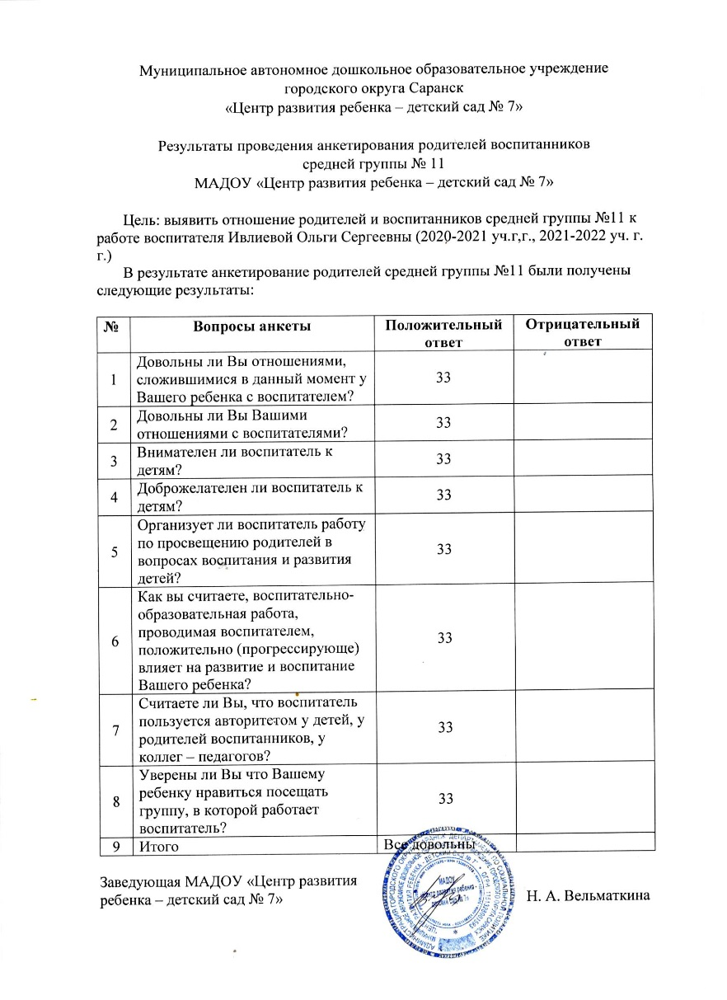 Муниципальное автономное дошкольное образовательное учреждение
городского округа Саранск
«Центр развития ребенка – детский сад № 7»
Результаты проведения анкетирования родителей воспитанников
средней группы № 11
МАДОУ «Центр развития ребенка – детский сад № 7»
Цель: выявить отношение родителей и воспитанников средней группы №11 к
работе воспитателя Ивлиевой Ольги Сергеевны (2020-2021 уч.г,г., 2021-2022 уч. г.
г.)
В результате анкетирование родителей средней группы №11 были получены
следующие результаты:
№ Вопросы анкеты Положительный Отрицательный
ответ ответ
Довольны ли Вы отношениями,
1 сложившимися в данный момент у 33
Вашего ребенка с воспитателем?
2 Довольны ли Вы Вашими 33
отношениями с воспитателями?
3 Внимателен ли воспитатель к 33
детям?
4 Доброжелателен ли воспитатель к 33
детям?
Организует ли воспитатель работу
5 по просвещению родителей в 33
вопросах воспитания и развития
детей?
Как вы считаете, воспитательно-
образовательная работа,
6 проводимая воспитателем, 33
положительно (прогрессирующе)
влияет на развитие и воспитание
Вашего ребенка?
Считаете ли Вы, что воспитатель
7 пользуется авторитетом у детей, у 33
родителей воспитанников, у
коллег – педагогов?
Уверены ли Вы что Вашему
8 ребенку нравиться посещать 33
группу, в которой работает
воспитатель?
9 Итого Все довольны
Заведующая МАДОУ «Центр развития
ребенка – детский сад № 7» Н. А. Вельматкина
МАДОУ
«Центр развития ребенка -
детский сад № 7»